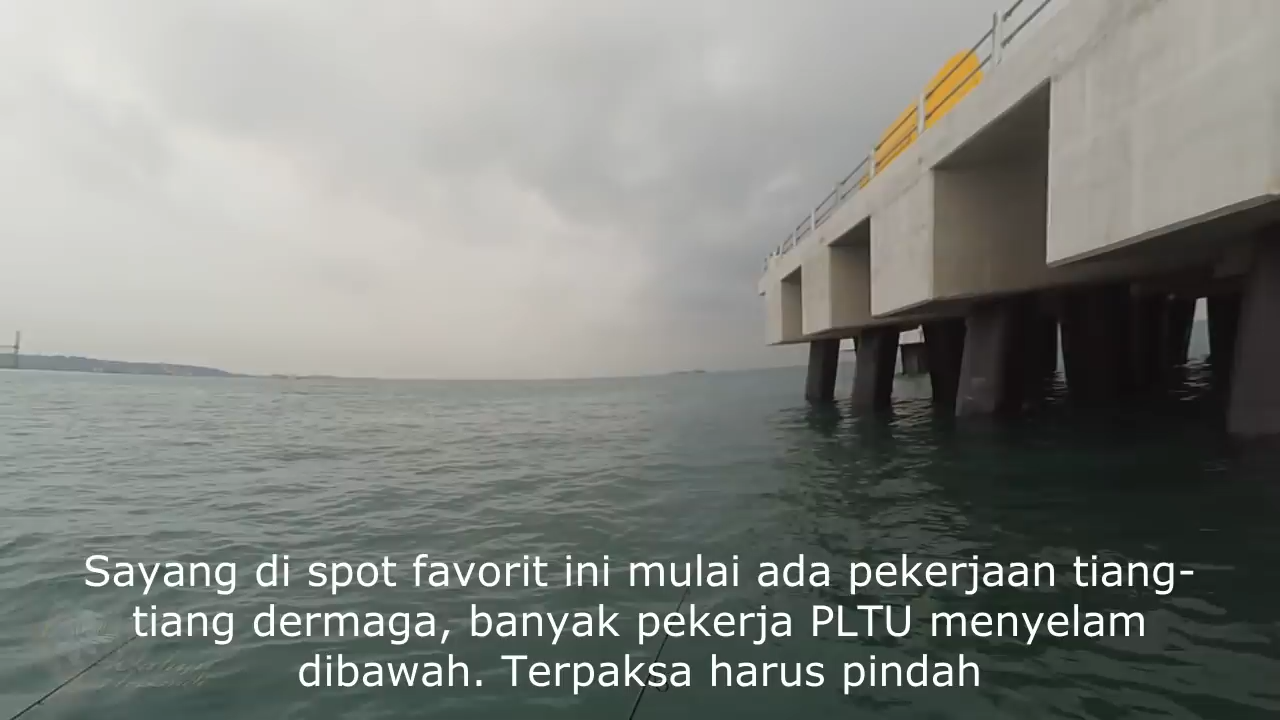 Sayang di spot favorit ini mulai ada pekerjaan tiang-
tiang dermaga, banyak pekerja PLTU menyelam
dibawah. Terpaksa harus pindah